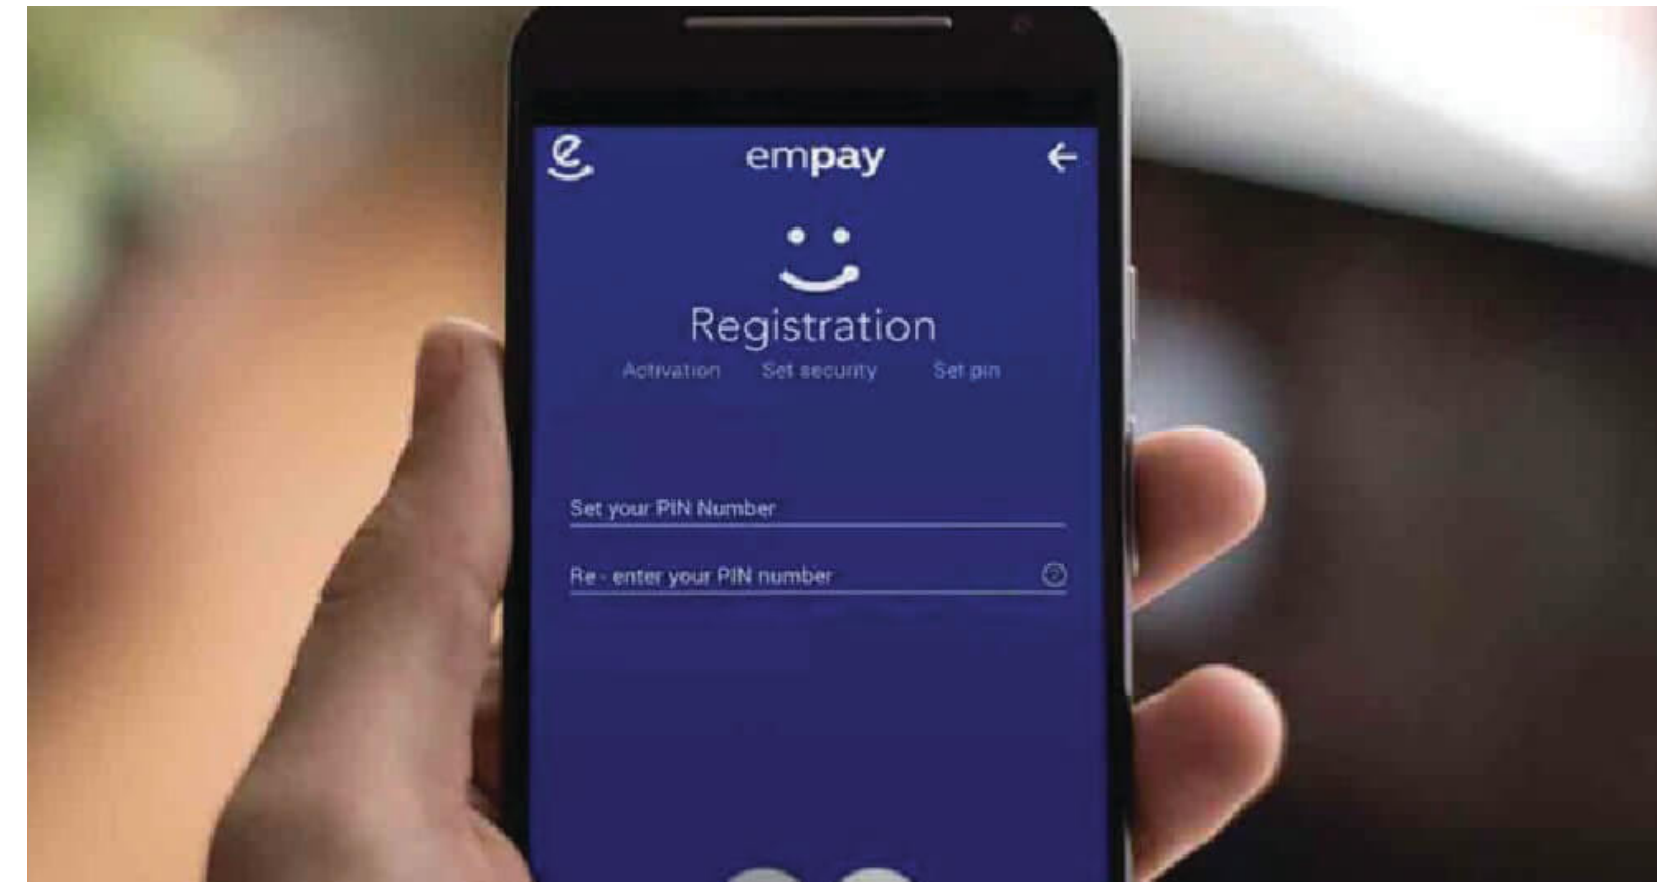 empay
Registration
Activation Set security Set pin
Set your PIN Number
Re - enter your PIN number